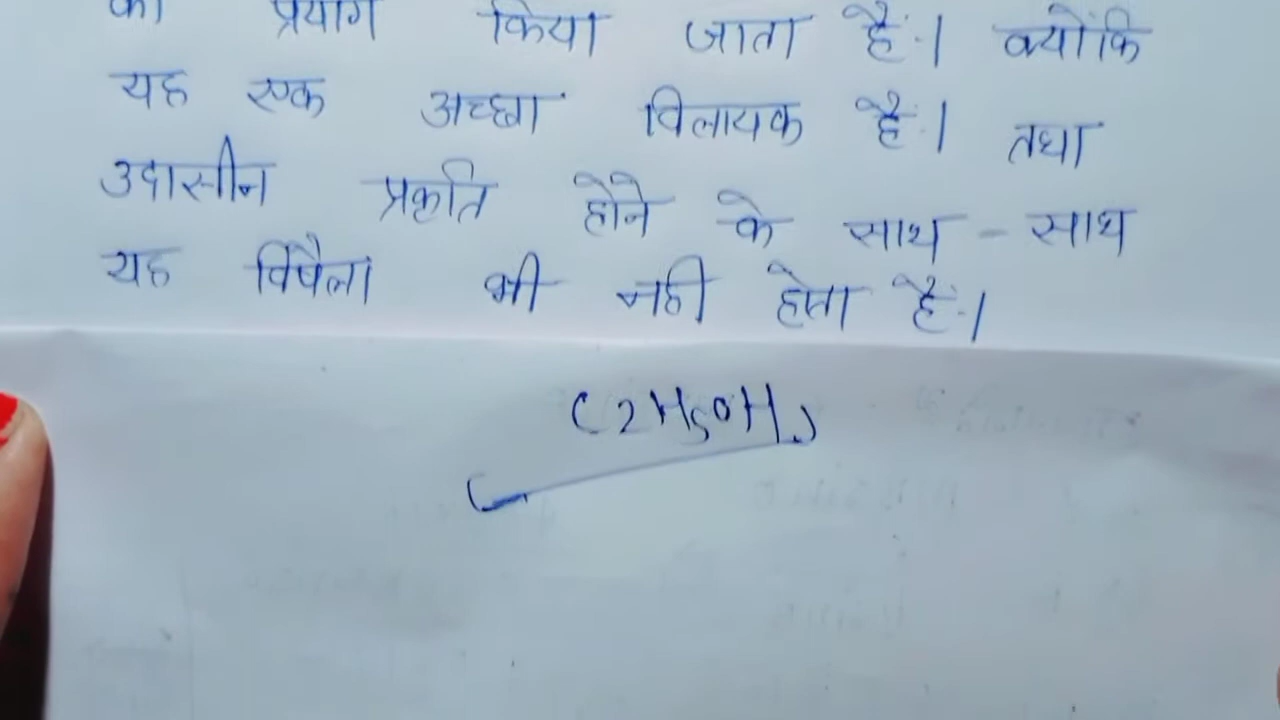 का प्रयोग किया जाता हैं। क्योंकि
यह एक अच्छा विलायक हैं। तथा
उदासीन प्रकृति होने के साथ - साथ
यह विषैला भी नही होता हैं।
C2H5OH